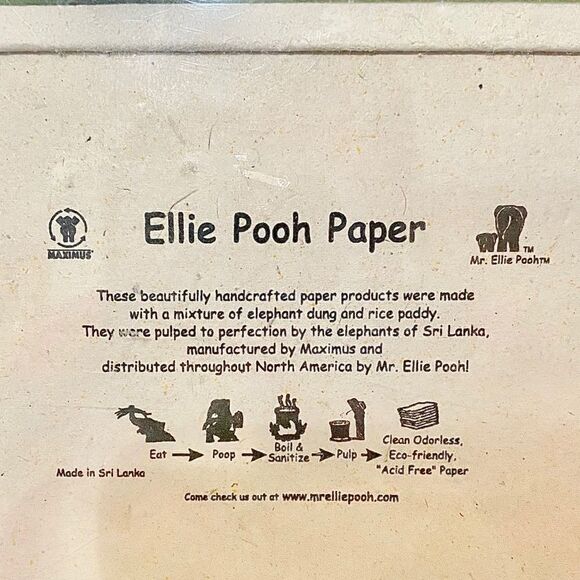 Ellie Pooh Paper
MAXIMUS
TM
Mr. Ellie Pooh™
These beautifully handcrafted paper products were made
with a mixture of elephant dung and rice paddy.
They were pulped to perfection by the elephants of Sri Lanka,
manufactured by Maximus and
distributed throughout North America by Mr. Ellie Pooh!
Eat
Poop
Boil &
Sanitize
Pulp
Clean Odorless,
Eco-friendly,
"Acid Free" Paper
Made in Sri Lanka
Come check us out at www.mrelliepooh.com